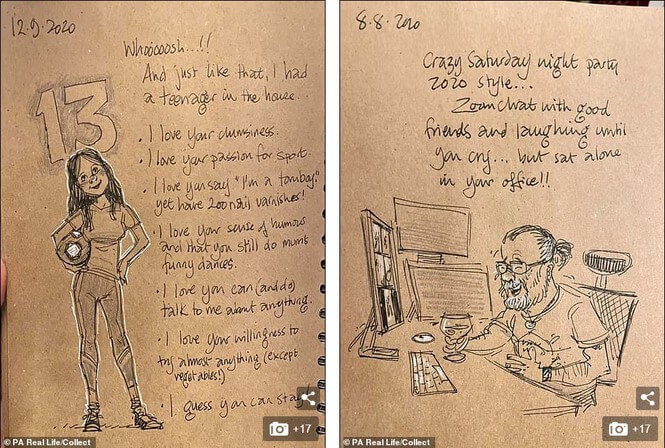 12.9.2020
Whooooosh...!!
And just like that, I had
a teenager in the house.
13
• I love your clumsiness.
• I love your passion for sport.
• I love you say "I'm a tomboy"
yet have 200 nail varnishes!
• I love your sense of humour
and that you still do mum's
funny dances.
• I love you can (and do)
talk to me about anything.
• I love your willingness to
try almost anything (except
vegetables!)
• I guess you can stay
+17
© PA Real Life/Collect
8.8.2020
Crazy Saturday night party
2020 style...
Zoom chat with good
friends and laughing until
you cry... but sat alone
in your office!!
+17
© PA Real Life/Collect